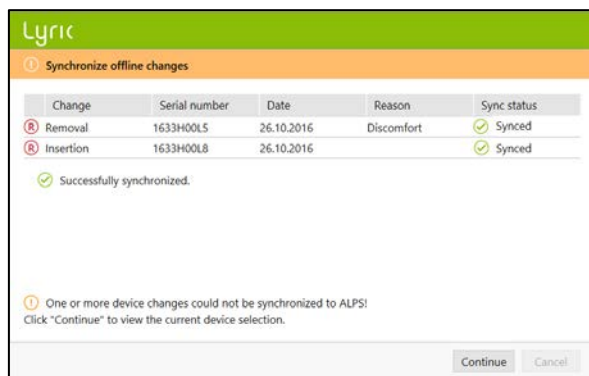 Lyric
Synchronize offline changes
Change Serial number Date Reason Sync status
R Removal 1633H00L5 26.10.2016 Discomfort Synced
R Insertion 1633H00L8 26.10.2016 Synced
Successfully synchronized.
One or more device changes could not be synchronized to ALPS!
Click "Continue" to view the current device selection.
Continue Cancel